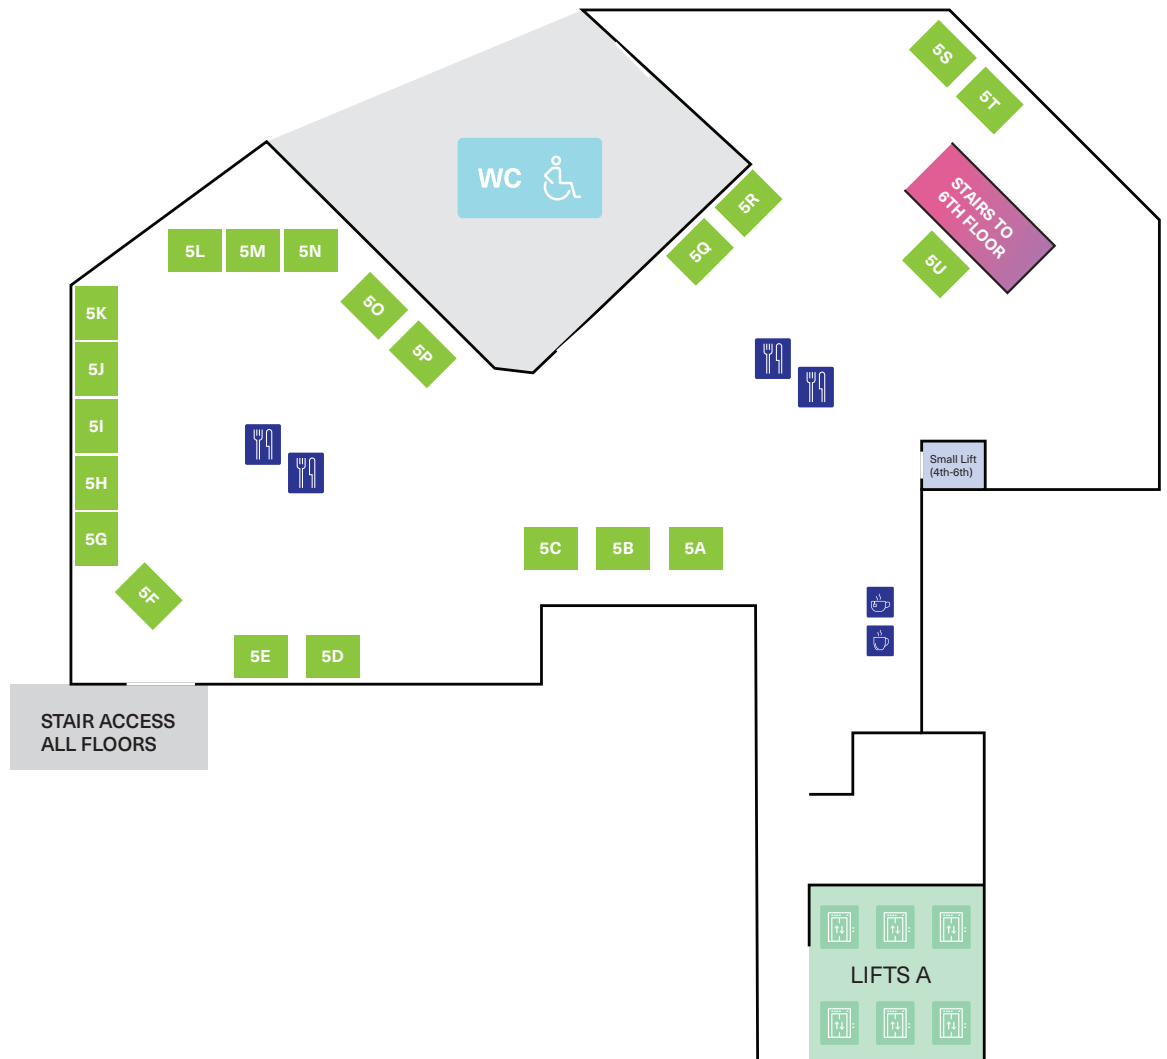 5S
5T
WC
STAIRS TO
6TH FLOOR
5R
5Q
5U
5L
5M
5N
5O
5P
5K
5J
5I
5H
5G
5F
Small Lift
(4th-6th)
5C
5B
5A
5E
5D
STAIR ACCESS
ALL FLOORS
LIFTS A